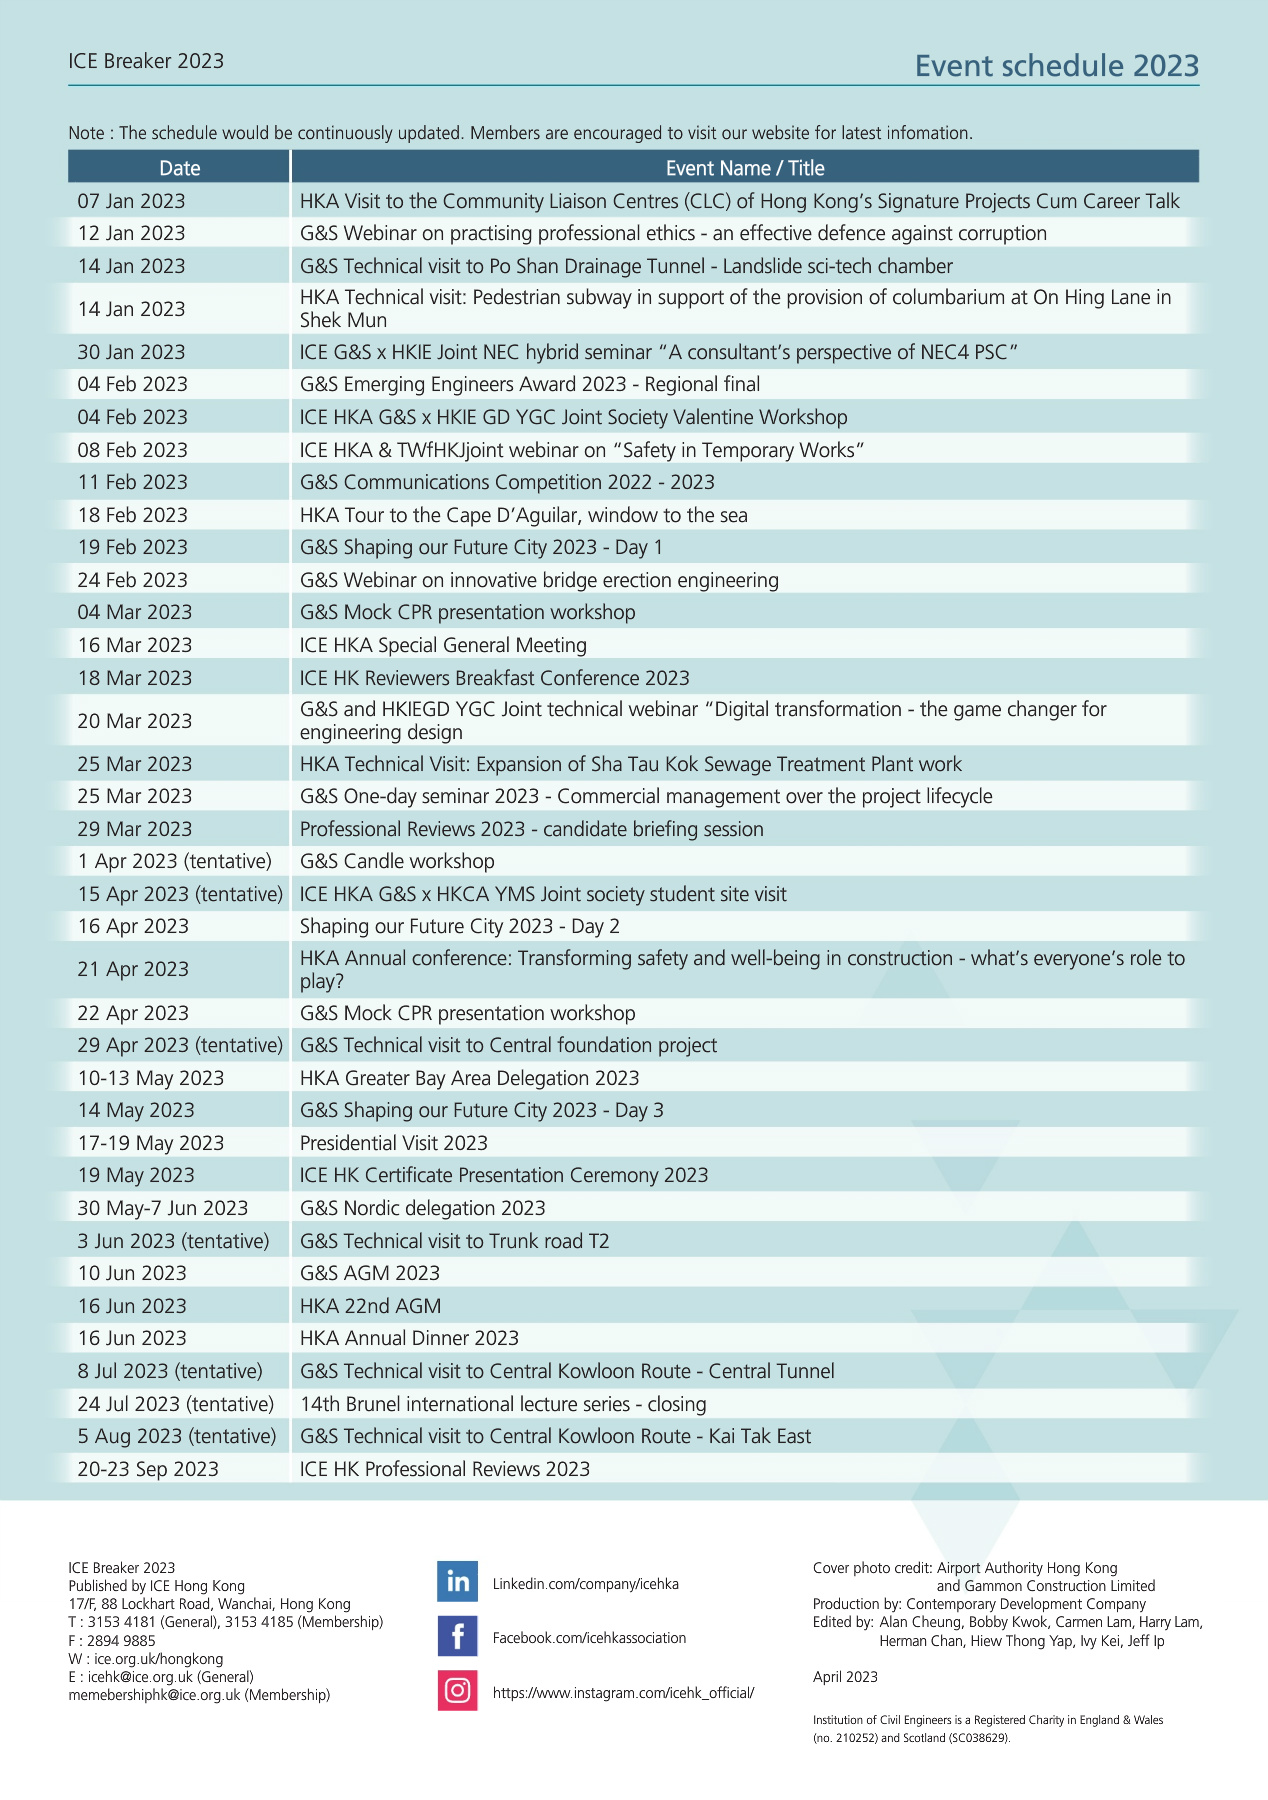 ICE Breaker 2023
Event schedule 2023
Note : The schedule would be continuously updated. Members are encouraged to visit our website for latest infomation.
Date Event Name / Title
07 Jan 2023 HKA Visit to the Community Liaison Centres (CLC) of Hong Kong’s Signature Projects Cum Career Talk
12 Jan 2023 G&S Webinar on practising professional ethics - an effective defence against corruption
14 Jan 2023 G&S Technical visit to Po Shan Drainage Tunnel - Landslide sci-tech chamber
14 Jan 2023 HKA Technical visit: Pedestrian subway in support of the provision of columbarium at On Hing Lane in
Shek Mun
30 Jan 2023 ICE G&S x HKIE Joint NEC hybrid seminar “A consultant’s perspective of NEC4 PSC”
04 Feb 2023 G&S Emerging Engineers Award 2023 - Regional final
04 Feb 2023 ICE HKA G&S x HKIE GD YGC Joint Society Valentine Workshop
08 Feb 2023 ICE HKA & TWfHKJjoint webinar on “Safety in Temporary Works”
11 Feb 2023 G&S Communications Competition 2022 - 2023
18 Feb 2023 HKA Tour to the Cape D’Aguilar, window to the sea
19 Feb 2023 G&S Shaping our Future City 2023 - Day 1
24 Feb 2023 G&S Webinar on innovative bridge erection engineering
04 Mar 2023 G&S Mock CPR presentation workshop
16 Mar 2023 ICE HKA Special General Meeting
18 Mar 2023 ICE HK Reviewers Breakfast Conference 2023
20 Mar 2023 G&S and HKIEGD YGC Joint technical webinar “Digital transformation - the game changer for
engineering design
25 Mar 2023 HKA Technical Visit: Expansion of Sha Tau Kok Sewage Treatment Plant work
25 Mar 2023 G&S One-day seminar 2023 - Commercial management over the project lifecycle
29 Mar 2023 Professional Reviews 2023 - candidate briefing session
1 Apr 2023 (tentative) G&S Candle workshop
15 Apr 2023 (tentative) ICE HKA G&S x HKCA YMS Joint society student site visit
16 Apr 2023 Shaping our Future City 2023 - Day 2
21 Apr 2023 HKA Annual conference: Transforming safety and well-being in construction - what’s everyone’s role to
play?
22 Apr 2023 G&S Mock CPR presentation workshop
29 Apr 2023 (tentative) G&S Technical visit to Central foundation project
10-13 May 2023 HKA Greater Bay Area Delegation 2023
14 May 2023 G&S Shaping our Future City 2023 - Day 3
17-19 May 2023 Presidential Visit 2023
19 May 2023 ICE HK Certificate Presentation Ceremony 2023
30 May-7 Jun 2023 G&S Nordic delegation 2023
3 Jun 2023 (tentative) G&S Technical visit to Trunk road T2
10 Jun 2023 G&S AGM 2023
16 Jun 2023 HKA 22nd AGM
16 Jun 2023 HKA Annual Dinner 2023
8 Jul 2023 (tentative) G&S Technical visit to Central Kowloon Route - Central Tunnel
24 Jul 2023 (tentative) 14th Brunel international lecture series - closing
5 Aug 2023 (tentative) G&S Technical visit to Central Kowloon Route - Kai Tak East
20-23 Sep 2023 ICE HK Professional Reviews 2023
ICE Breaker 2023
Published by ICE Hong Kong
17/F, 88 Lockhart Road, Wanchai, Hong Kong
T : 3153 4181 (General), 3153 4185 (Membership)
F : 2894 9885
W : ice.org.uk/hongkong
E : icehk@ice.org.uk (General)
memebershiphk@ice.org.uk (Membership)
in
Linkedin.com/company/icehka
f
Facebook.com/icehkassociation
https://www.instagram.com/icehk_official/
Cover photo credit: Airport Authority Hong Kong
and Gammon Construction Limited
Production by: Contemporary Development Company
Edited by: Alan Cheung, Bobby Kwok, Carmen Lam, Harry Lam,
Herman Chan, Hiew Thong Yap, Ivy Kei, Jeff Ip
April 2023
Institution of Civil Engineers is a Registered Charity in England & Wales
(no. 210252) and Scotland (SC038629).